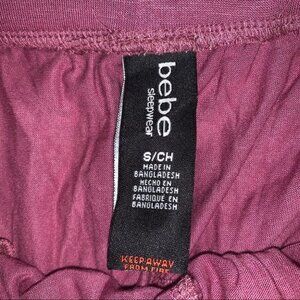 bebe
sleepwear
S/CH
MADE IN
BANGLADESH
HECHO EN
BANGLADESH
FABRIQUE EN
BANGLADESH
KEEP AWAY
FROM FIRE